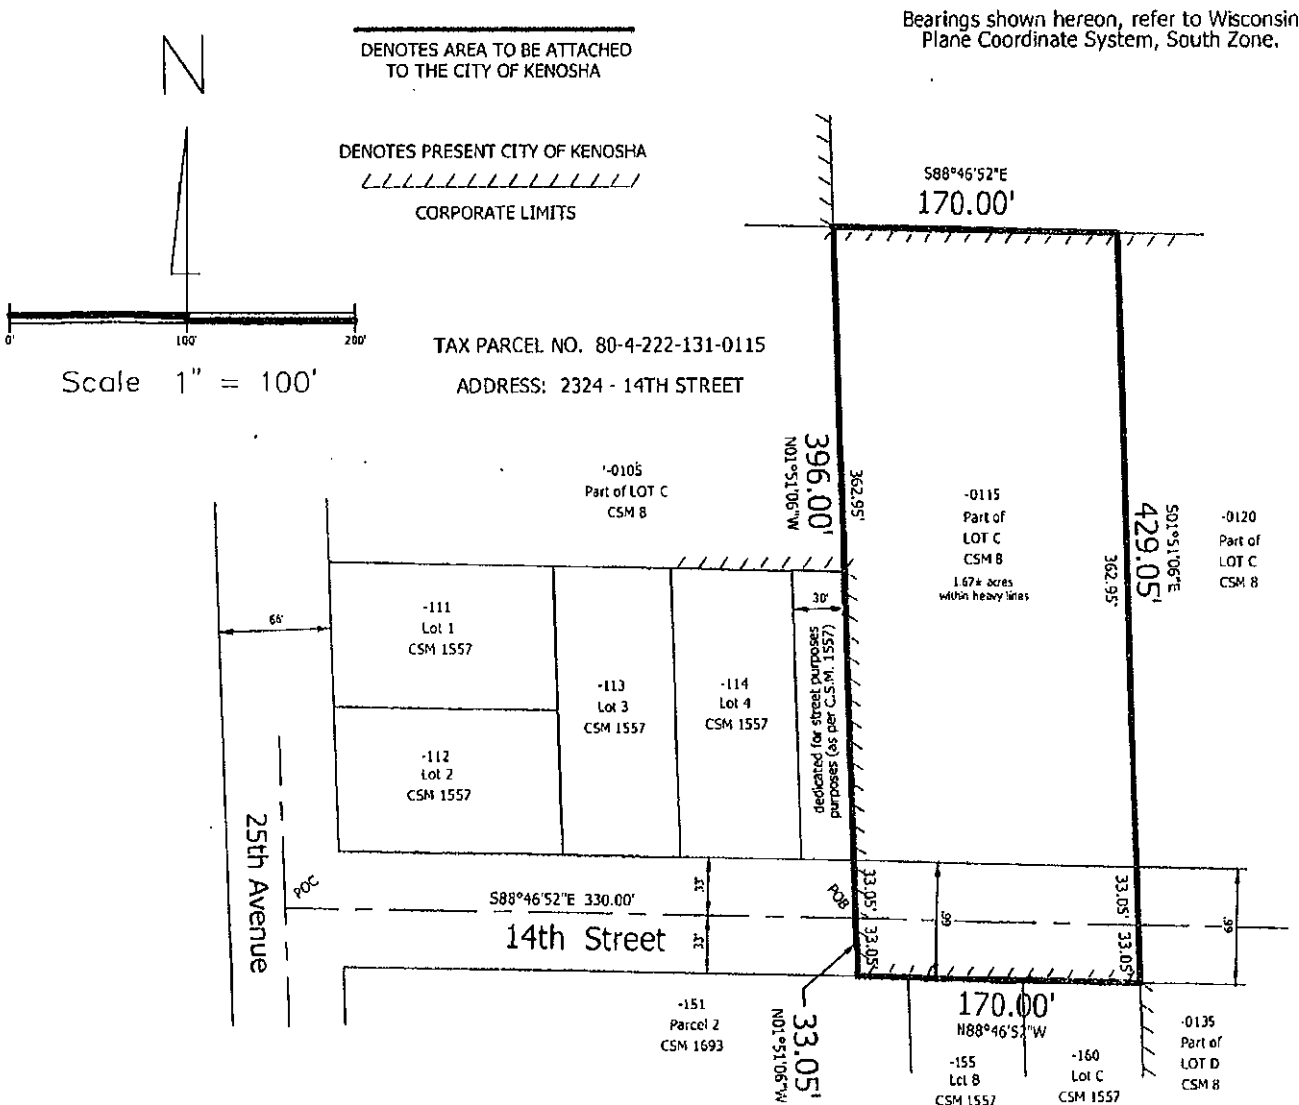 Bearings shown hereon, refer to Wisconsin
Plane Coordinate System, South Zone.
N
DENOTES AREA TO BE ATTACHED
TO THE CITY OF KENOSHA
DENOTES PRESENT CITY OF KENOSHA
CORPORATE LIMITS
S88°46'52"E
170.00'
0'
100'
200'
Scale 1" = 100'
TAX PARCEL NO. 80-4-222-131-0115
ADDRESS: 2324 - 14TH STREET
396.00'
N01°51'06"W
362.95'
'-0105
Part of LOT C
CSM 8
-0115
Part of
LOT C
CSM 8
1.67± acres
within heavy lines
S01°51'06"E
429.05'
362.95'
-0120
Part of
LOT C
CSM 8
66'
-111
Lot 1
CSM 1557
-112
Lot 2
CSM 1557
-113
Lot 3
CSM 1557
-114
Lot 4
CSM 1557
30'
dedicated for street purposes
purposes (as per C.S.M. 1557)
25th Avenue
POC
S88°46'52"E 330.00'
14th Street
33'
33'
POB
33.05'
33.05'
66'
33.05'
33.05'
66'
170.00'
N88°46'52"W
33.05'
N01°51'06"W
-151
Parcel 2
CSM 1693
-155
Lot B
CSM 1557
-160
Lot C
CSM 1557
-0135
Part of
LOT D
CSM 8